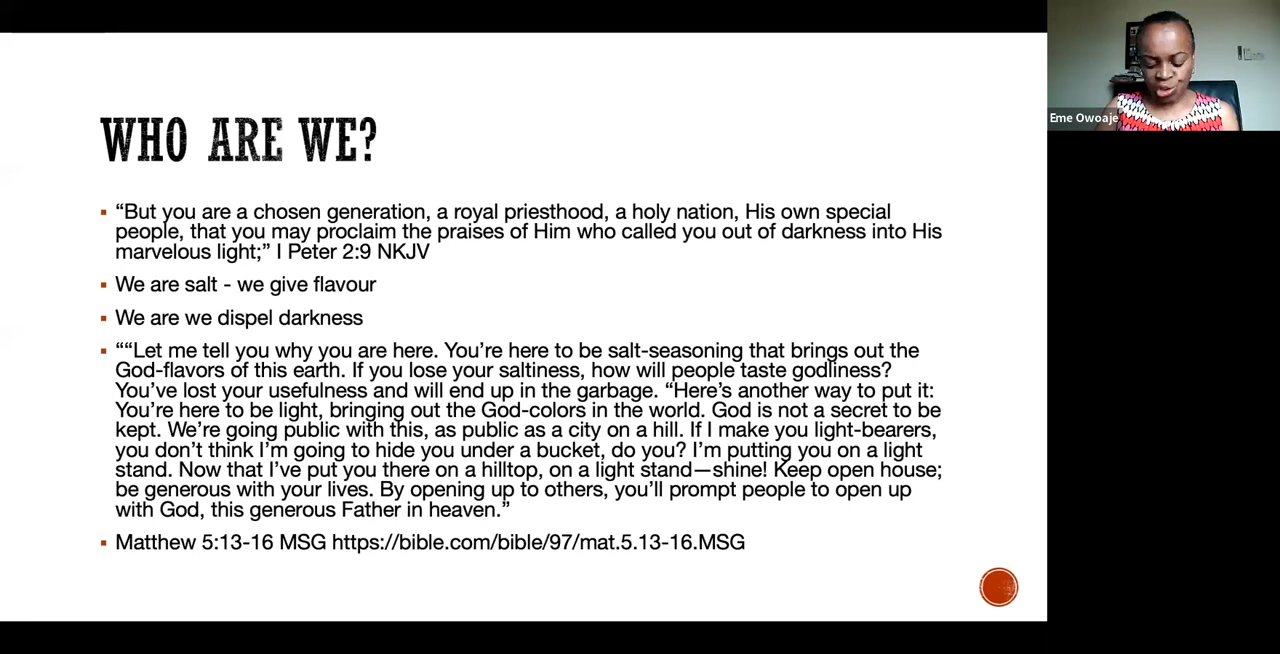 WHO ARE WE?
“But you are a chosen generation, a royal priesthood, a holy nation, His own special
people, that you may proclaim the praises of Him who called you out of darkness into His
marvelous light;” I Peter 2:9 NKJV
We are salt - we give flavour
We are we dispel darkness
““Let me tell you why you are here. You’re here to be salt-seasoning that brings out the
God-flavors of this earth. If you lose your saltiness, how will people taste godliness?
You’ve lost your usefulness and will end up in the garbage. “Here’s another way to put it:
You’re here to be light, bringing out the God-colors in the world. God is not a secret to be
kept. We’re going public with this, as public as a city on a hill. If I make you light-bearers,
you don’t think I’m going to hide you under a bucket, do you? I’m putting you on a light
stand. Now that I’ve put you there on a hilltop, on a light stand—shine! Keep open house;
be generous with your lives. By opening up to others, you’ll prompt people to open up
with God, this generous Father in heaven.”
Matthew 5:13-16 MSG https://bible.com/bible/97/mat.5.13-16.MSG
Eme Owoaje